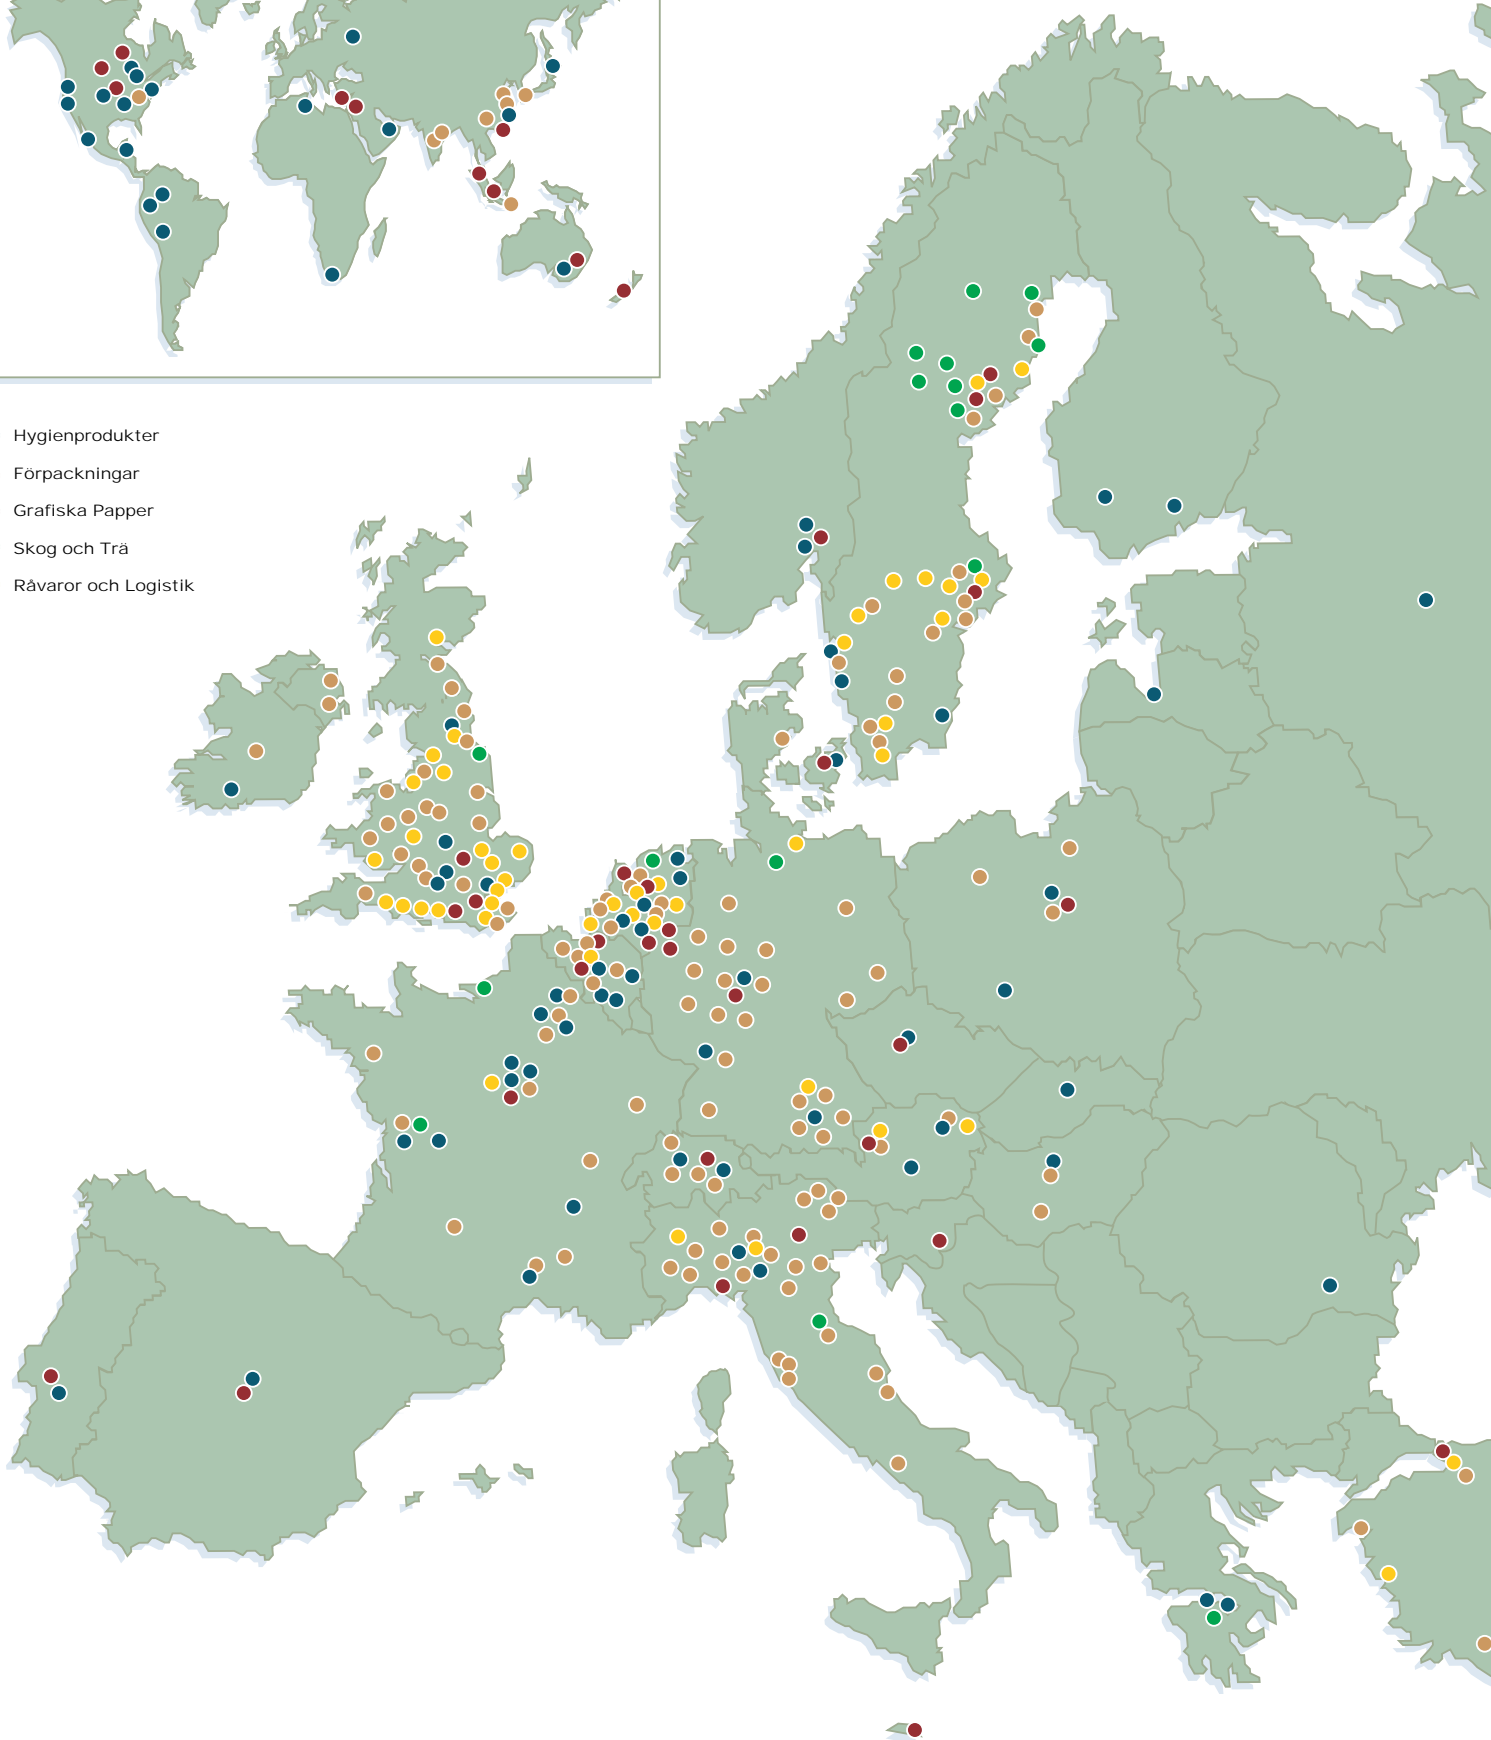 Hygienprodukter
Förpackningar
Grafiska Papper
Skog och Trä
Råvaror och Logistik